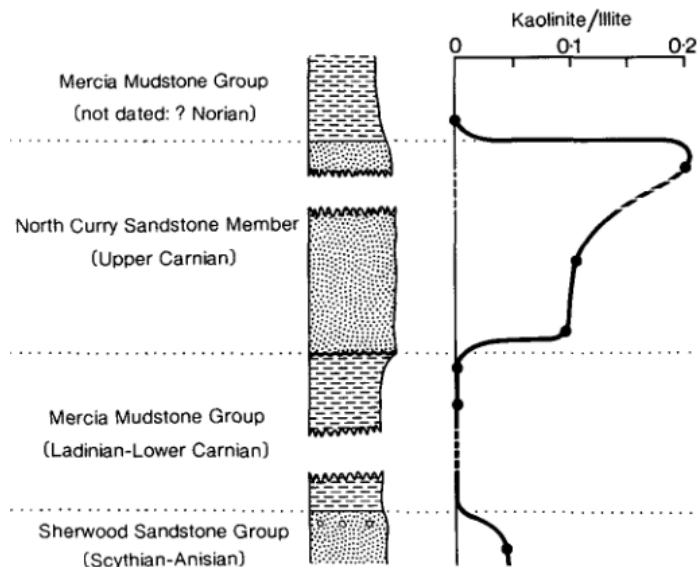 Kaolinite/Illite
0 0·1 0·2
Mercia Mudstone Group
(not dated: ? Norian)
North Curry Sandstone Member
(Upper Carnian)
Mercia Mudstone Group
(Ladinian-Lower Carnian)
Sherwood Sandstone Group
(Scythian-Anisian)